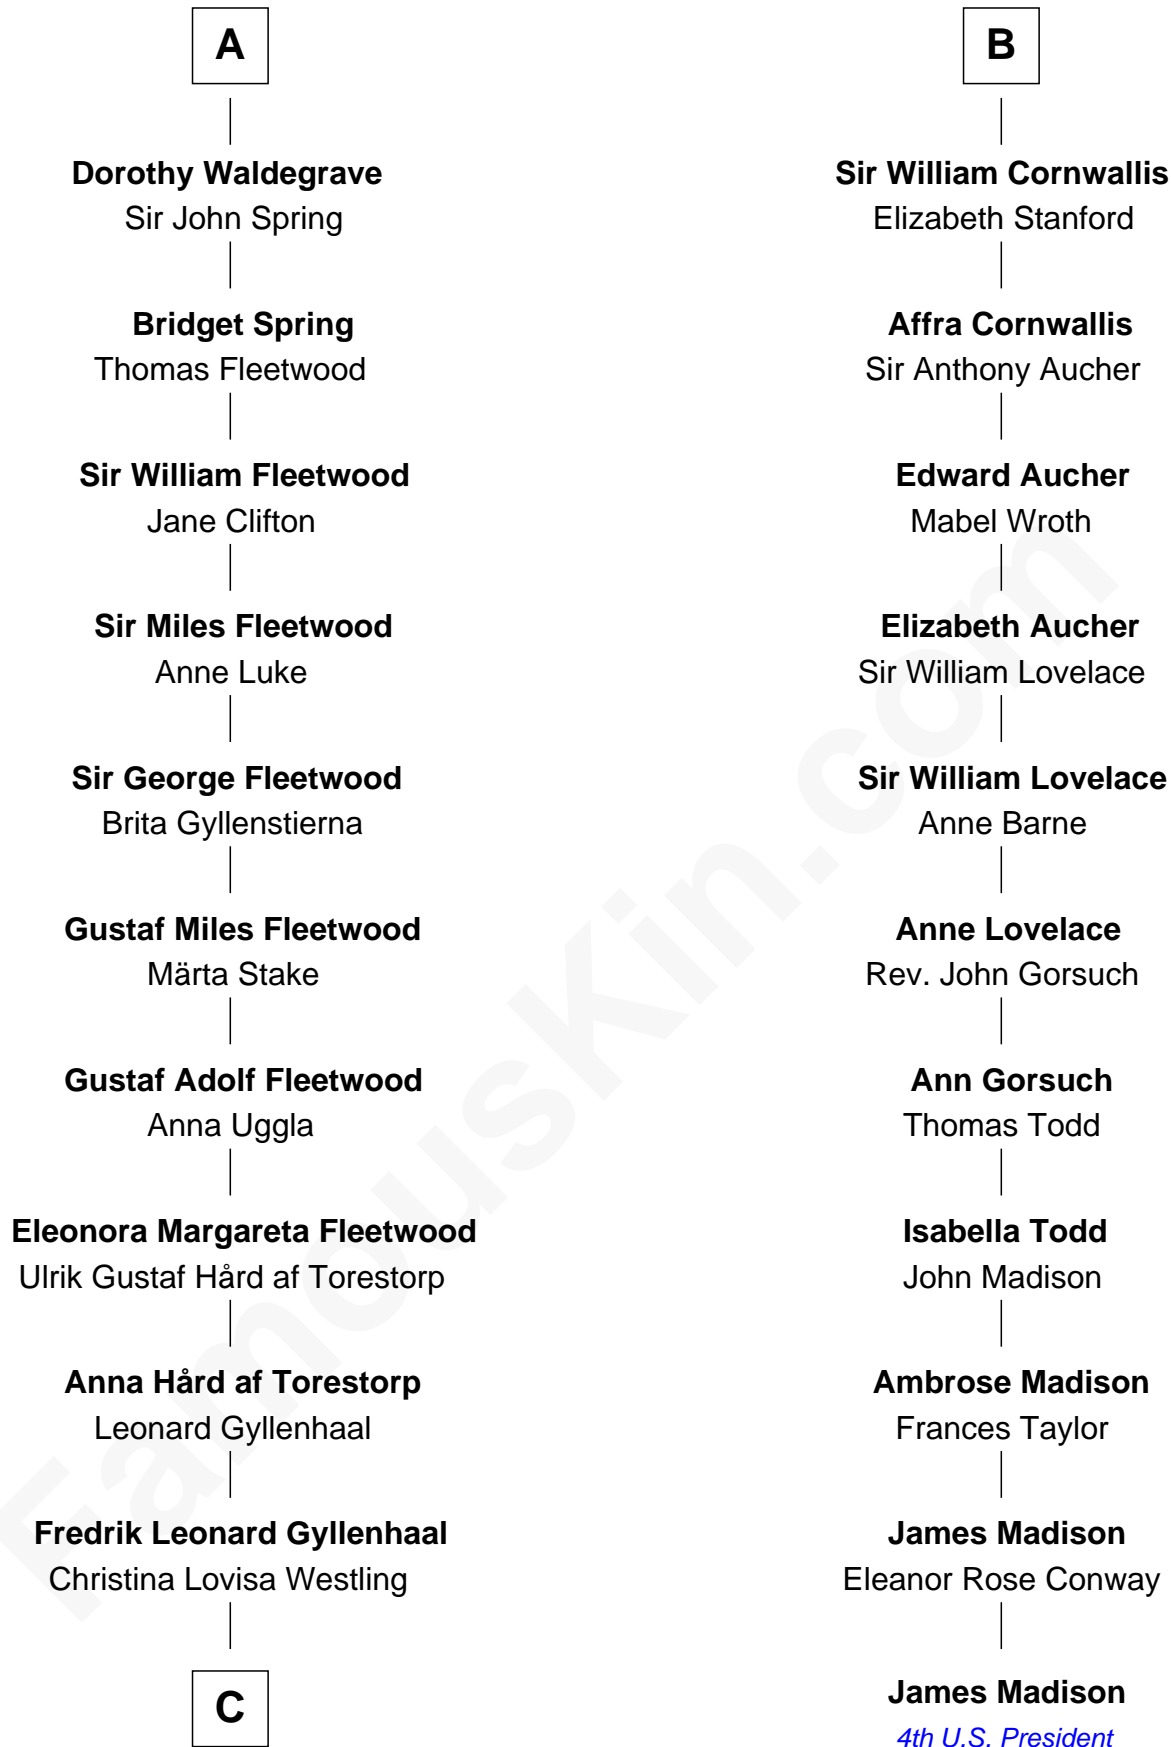 A
Dorothy Waldegrave
Sir John Spring
Bridget Spring
Thomas Fleetwood
Sir William Fleetwood
Jane Clifton
Sir Miles Fleetwood
Anne Luke
Sir George Fleetwood
Brita Gyllenstierna
Gustaf Miles Fleetwood
Märta Stake
Gustaf Adolf Fleetwood
Anna Uggla
Eleonora Margareta Fleetwood
Ulrik Gustaf Hård af Torestorp
Anna Hård af Torestorp
Leonard Gyllenhaal
Fredrik Leonard Gyllenhaal
Christina Lovisa Westling
C
B
Sir William Cornwallis
Elizabeth Stanford
Affra Cornwallis
Sir Anthony Aucher
Edward Aucher
Mabel Wroth
Elizabeth Aucher
Sir William Lovelace
Sir William Lovelace
Anne Barne
Anne Lovelace
Rev. John Gorsuch
Ann Gorsuch
Thomas Todd
Isabella Todd
John Madison
Ambrose Madison
Frances Taylor
James Madison
Eleanor Rose Conway
James Madison
4th U.S. President
FamousKin.com